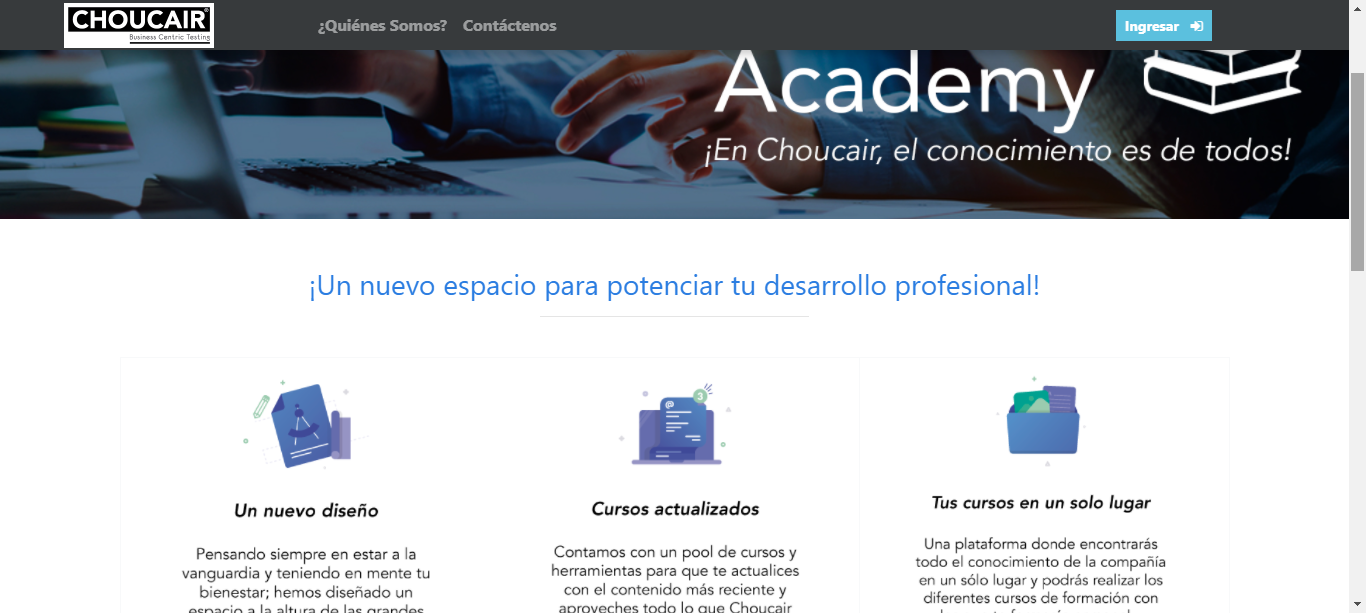 CHOUCAIR®
Business Centric Testing
¿Quiénes Somos?
Contáctenos
Ingresar
Academy
¡En Choucair, el conocimiento es de todos!
¡Un nuevo espacio para potenciar tu desarrollo profesional!
@
3
Un nuevo diseño
Pensando siempre en estar a la
vanguardia y teniendo en mente tu
bienestar; hemos diseñado un
espacio a la altura de las grandes
Cursos actualizados
Contamos con un pool de cursos y
herramientas para que te actualices
con el contenido más reciente y
aproveches todo lo que Choucair
Tus cursos en un solo lugar
Una plataforma donde encontrarás
todo el conocimiento de la compañía
en un sólo lugar y podrás realizar los
diferentes cursos de formación con